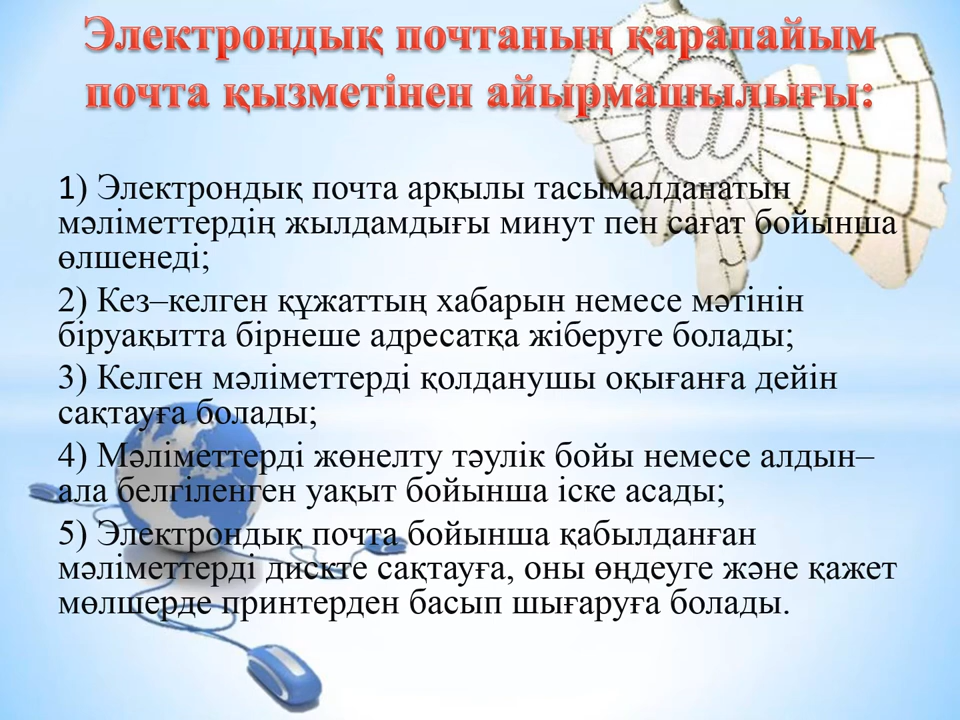 Электрондық почтаның қарапайым
почта қызметінен айырмашылығы:
1) Электрондық почта арқылы тасымалданатын
мәліметтердің жылдамдығы минут пен сағат бойынша
өлшенеді;
2) Кез–келген құжаттың хабарын немесе мәтінін
біруақытта бірнеше адресатқа жіберуге болады;
3) Келген мәліметтерді қолданушы оқығанға дейін
сақтауға болады;
4) Мәліметтерді жөнелту тәулік бойы немесе алдын–
ала белгіленген уақыт бойынша іске асады;
5) Электрондық почта бойынша қабылданған
мәліметтерді дискте сақтауға, оны өңдеуге және қажет
мөлшерде принтерден басып шығаруға болады.